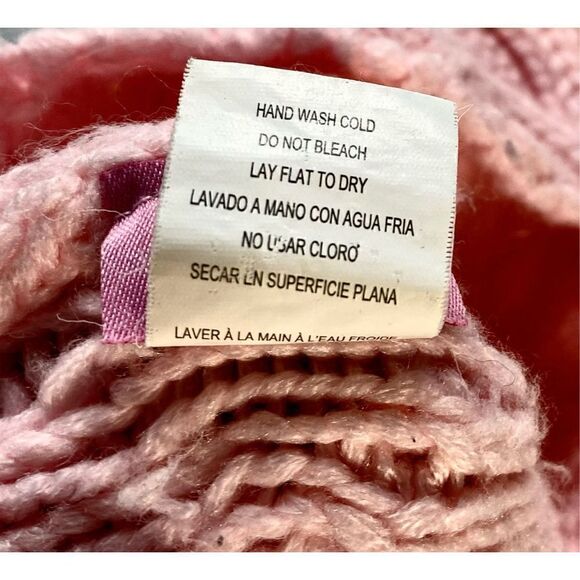 HAND WASH COLD
DO NOT BLEACH
LAY FLAT TO DRY
LAVADO A MANO CON AGUA FRIA
NO USAR CLORO
SECAR EN SUPERFICIE PLANA
LAVER À LA MAIN À L'EAU FROIDE